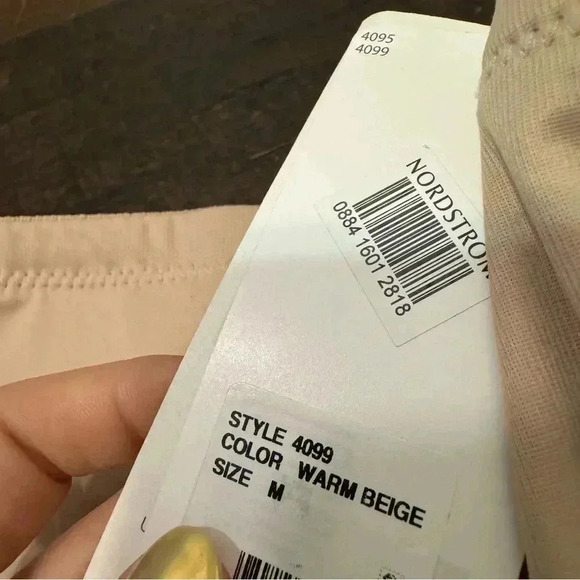 4095
4099
NORDSTROM
0884 1601 2818
STYLE 4099
COLOR WARM BEIGE
SIZE M